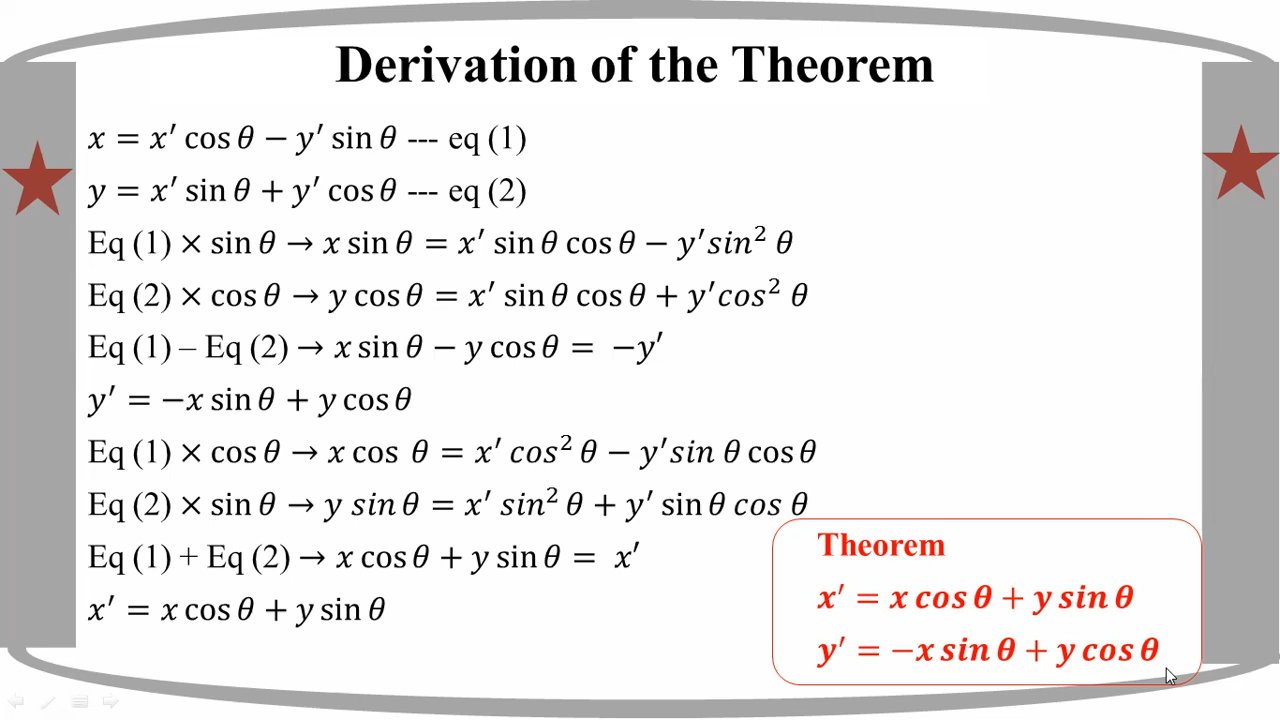 Derivation of the Theorem
x = x′ cos θ − y′ sin θ --- eq (1)
y = x′ sin θ + y′ cos θ --- eq (2)
Eq (1) × sin θ → x sin θ = x′ sin θ cos θ − y′sin² θ
Eq (2) × cos θ → y cos θ = x′ sin θ cos θ + y′cos² θ
Eq (1) – Eq (2) → x sin θ − y cos θ = −y′
y′ = −x sin θ + y cos θ
Eq (1) × cos θ → x cos θ = x′ cos² θ − y′sin θ cos θ
Eq (2) × sin θ → y sin θ = x′ sin² θ + y′ sin θ cos θ
Eq (1) + Eq (2) → x cos θ + y sin θ = x′
x′ = x cos θ + y sin θ
Theorem
x′ = x cos θ + y sin θ
y′ = −x sin θ + y cos θ